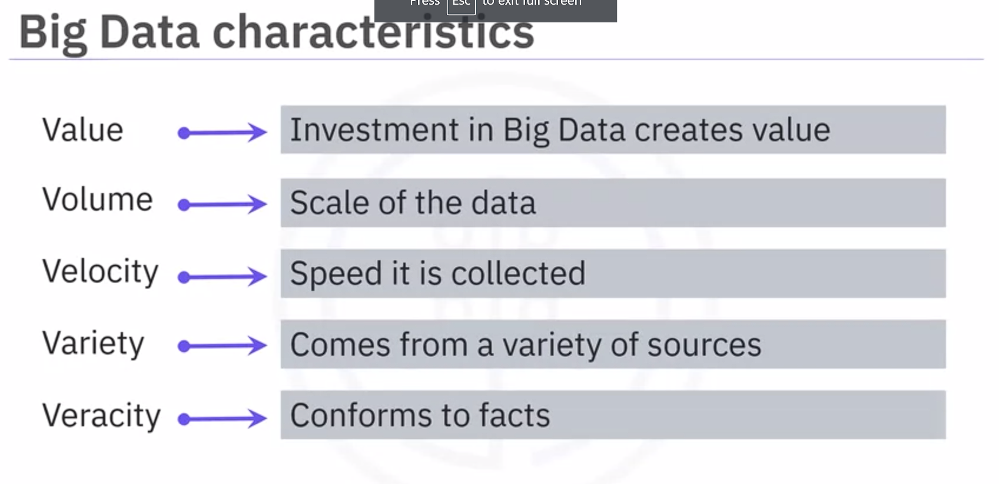 Press Esc to exit full screen
Big Data characteristics
Value Investment in Big Data creates value
Volume Scale of the data
Velocity Speed it is collected
Variety Comes from a variety of sources
Veracity Conforms to facts